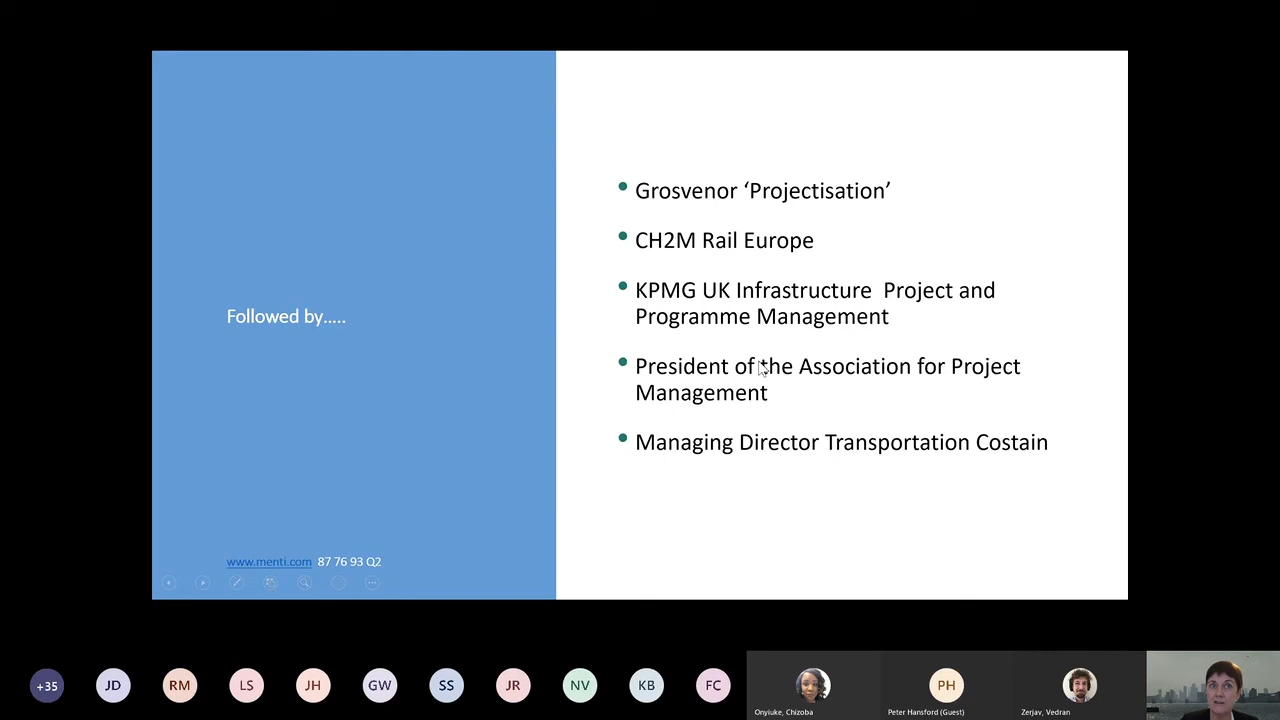 • Grosvenor ‘Projectisation’
• CH2M Rail Europe
• KPMG UK Infrastructure  Project and
Programme Management
• President of the Association for Project
Management
• Managing Director Transportation Costain
Followed by.....
www.menti.com 87 76 93 Q2
+35
JD
RM
LS
JH
GW
SS
JR
NV
KB
FC
PH
Onyiuke, Chizoba
Peter Hansford (Guest)
Zerjav, Vedran